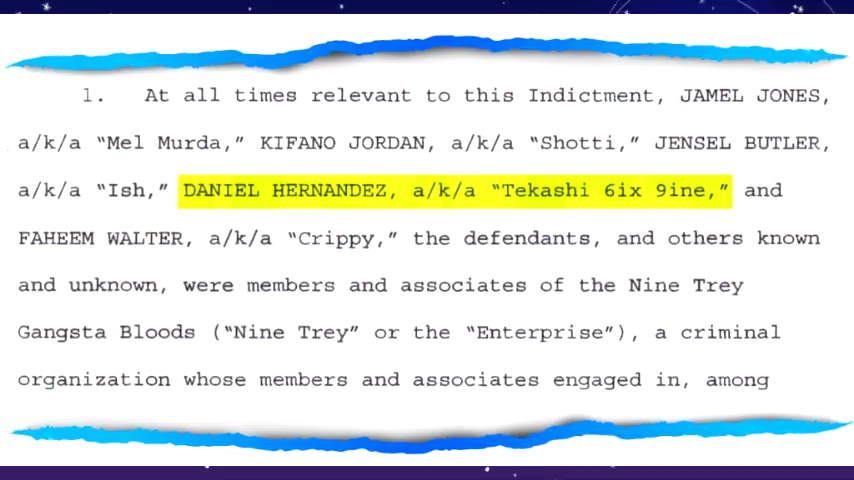 1. At all times relevant to this Indictment, JAMEL JONES,
a/k/a “Mel Murda,” KIFANO JORDAN, a/k/a “Shotti,” JENSEL BUTLER,
a/k/a “Ish,” DANIEL HERNANDEZ, a/k/a “Tekashi 6ix 9ine,” and
FAHEEM WALTER, a/k/a “Crippy,” the defendants, and others known
and unknown, were members and associates of the Nine Trey
Gangsta Bloods (“Nine Trey” or the “Enterprise”), a criminal
organization whose members and associates engaged in, among